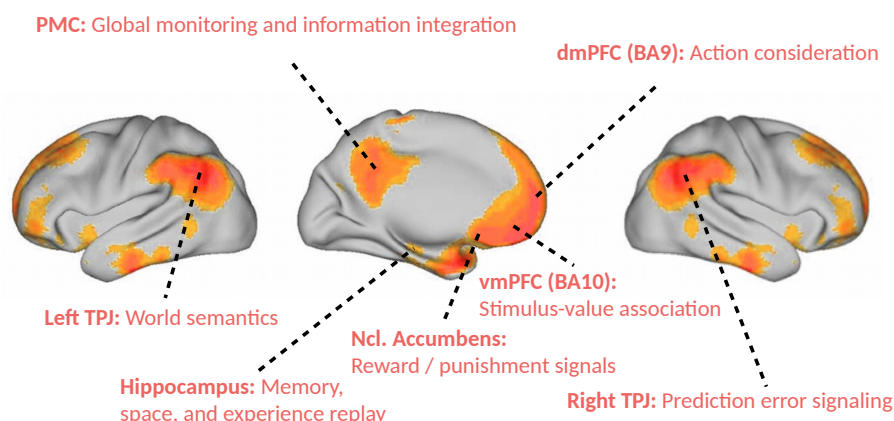 PMC: Global monitoring and information integration
dmPFC (BA9): Action consideration
vmPFC (BA10):
Stimulus-value association
Left TPJ: World semantics
Ncl. Accumbens:
Reward / punishment signals
Hippocampus: Memory,
space, and experience replay
Right TPJ: Prediction error signaling